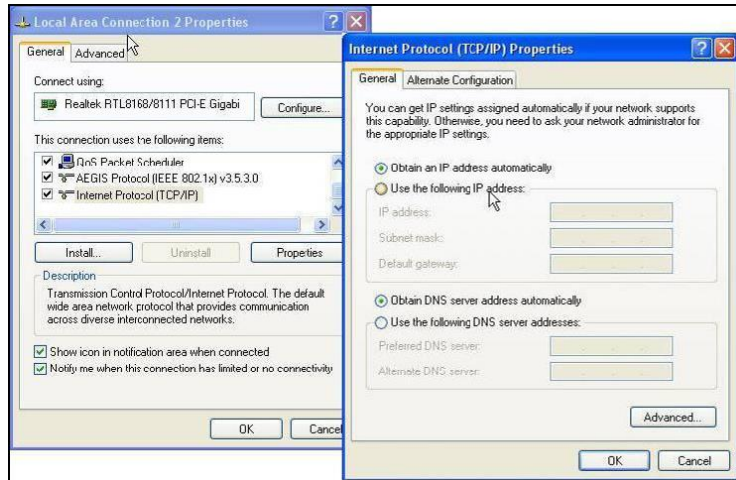 Local Area Connection 2 Properties
General
Advanced
Connect using:
Realtek RTL8168/8111 PCI-E Gigabi
Configure...
This connection uses the following items:
QoS Packet Scheduler
AEGIS Protocol (IEEE 802.1x) v3.5.3.0
Internet Protocol (TCP/IP)
Install...
Uninstall
Properties
Description
Transmission Control Protocol/Internet Protocol. The default
wide area network protocol that provides communication
across diverse interconnected networks.
Show icon in notification area when connected
Notify me when this connection has limited or no connectivity
OK
Cancel
Internet Protocol (TCP/IP) Properties
General
Alternate Configuration
You can get IP settings assigned automatically if your network supports
this capability. Otherwise, you need to ask your network administrator for
the appropriate IP settings.
Obtain an IP address automatically
Use the following IP address:
IP address:
Subnet mask:
Default gateway:
Obtain DNS server address automatically
Use the following DNS server addresses:
Preferred DNS server:
Alternate DNS server:
Advanced...
OK
Cancel